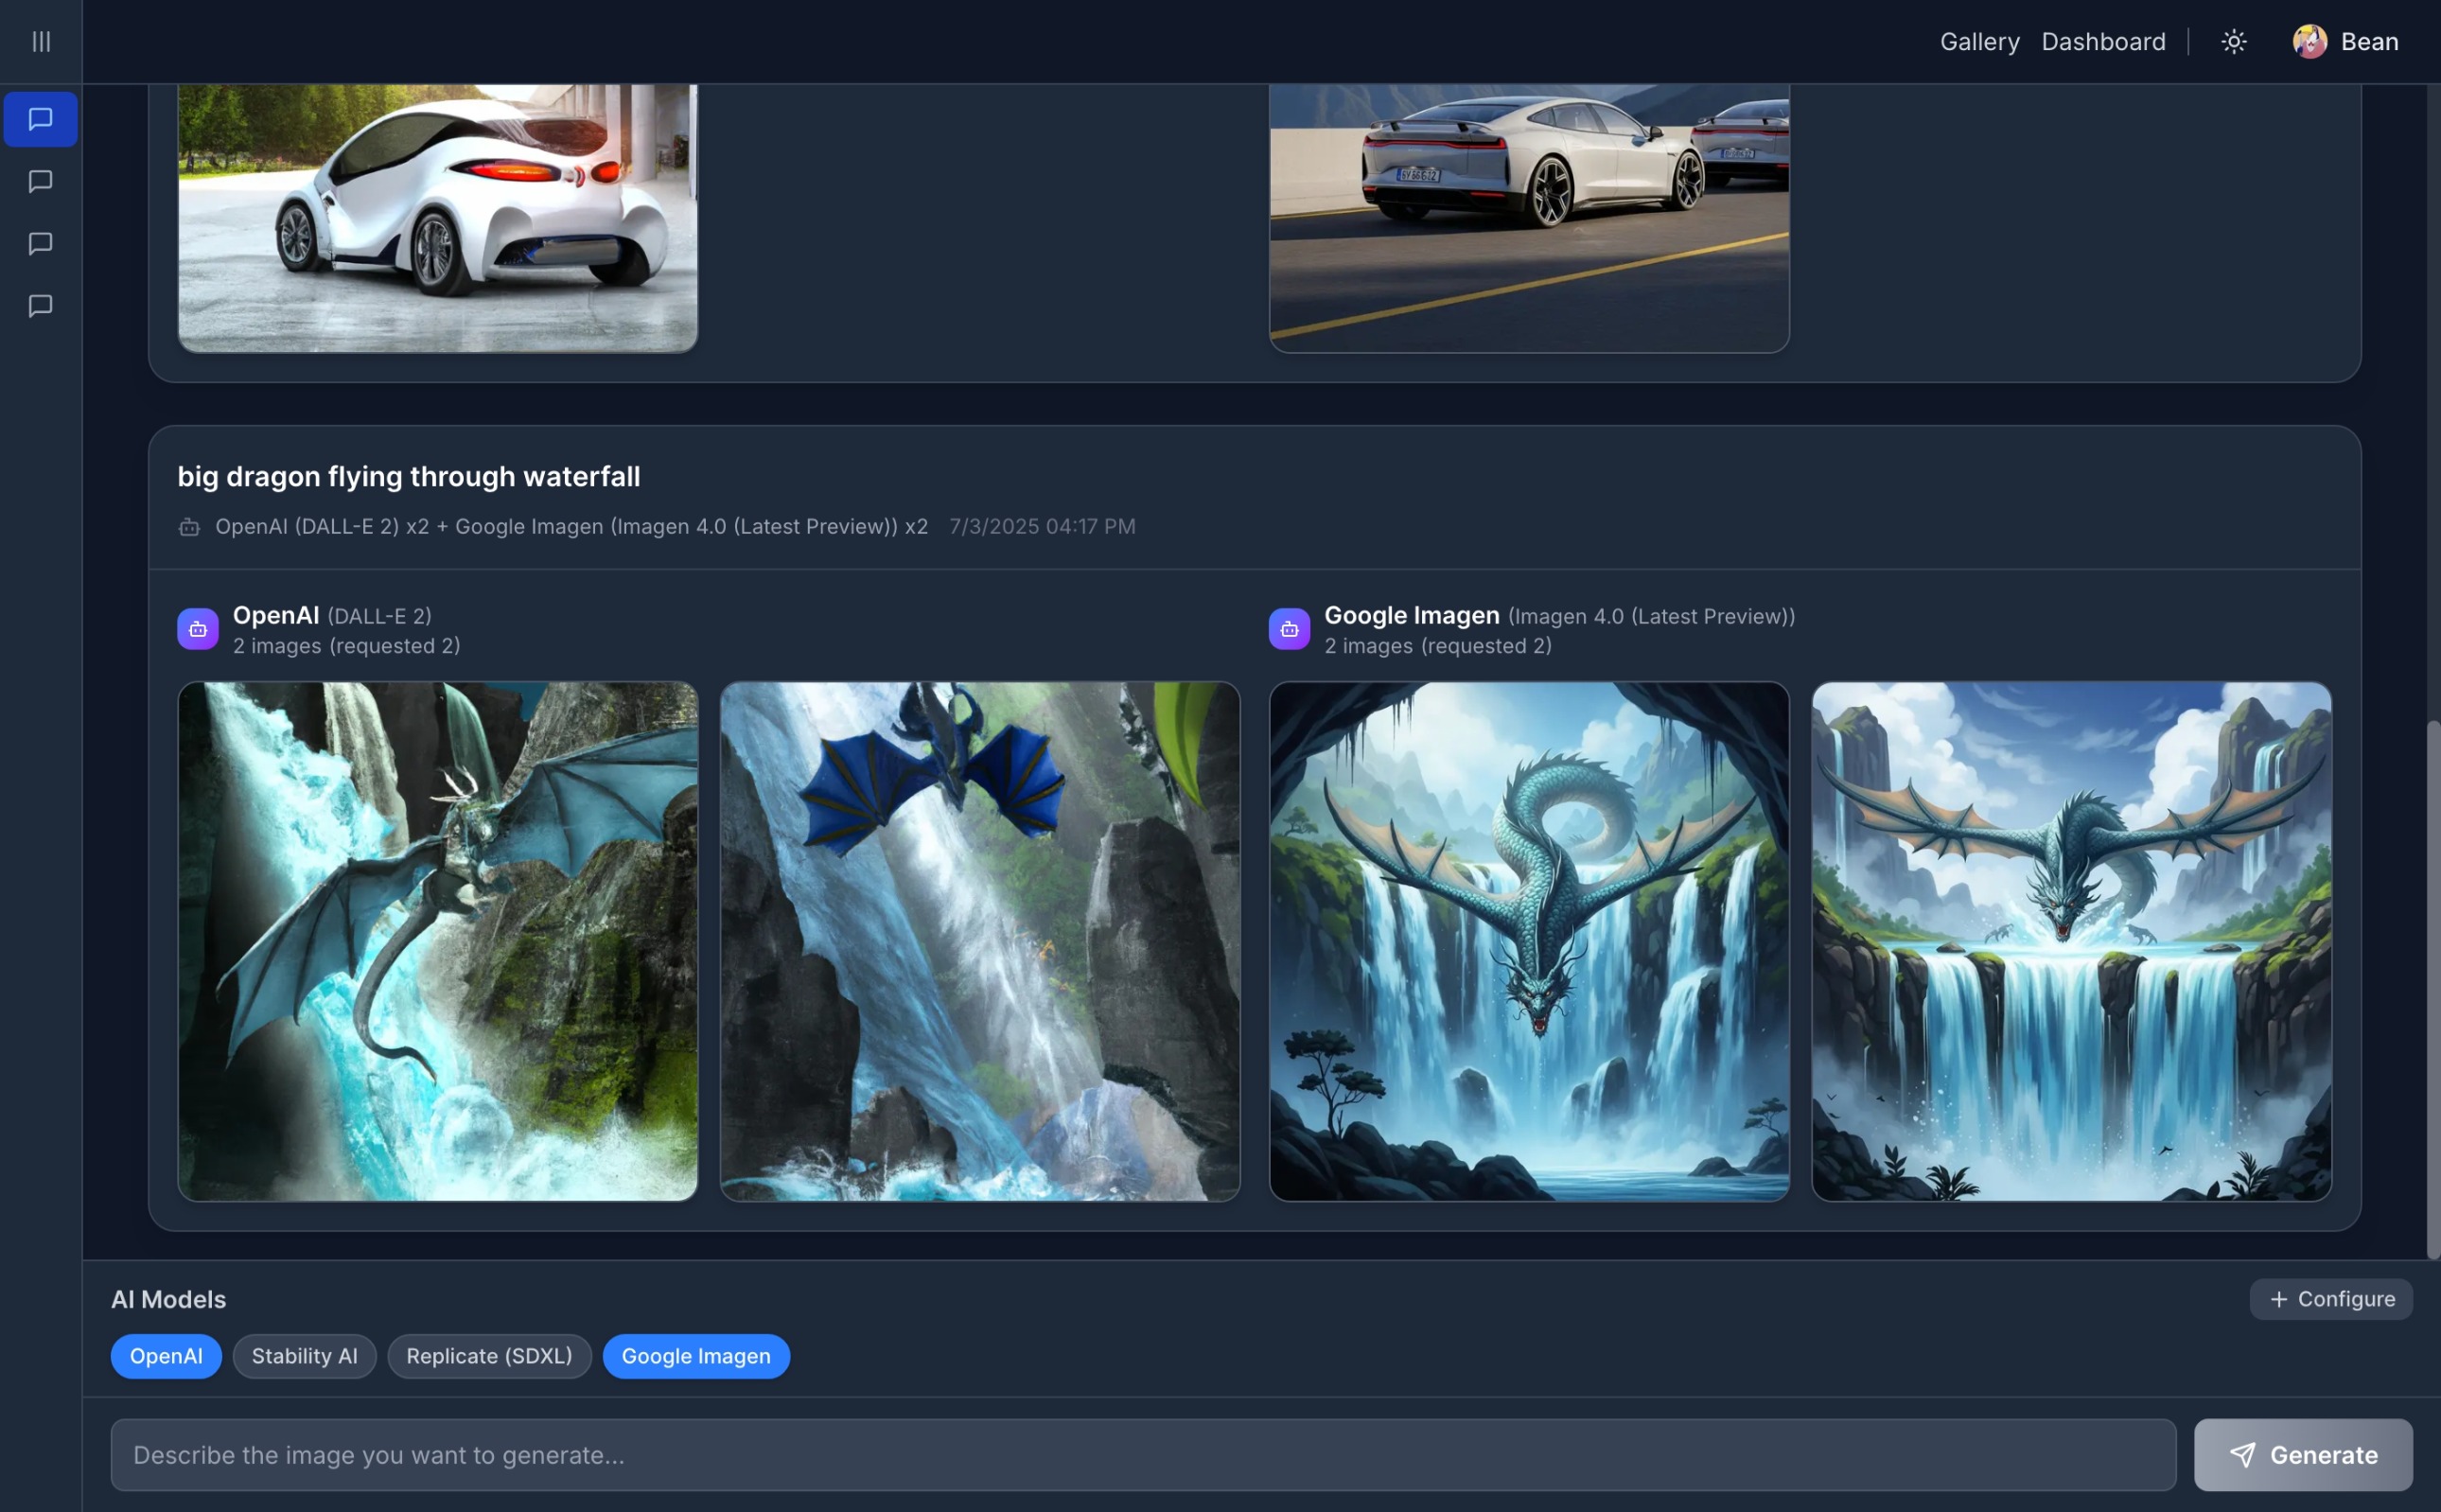 Gallery Dashboard Bean
big dragon flying through waterfall
OpenAI (DALL-E 2) x2 + Google Imagen (Imagen 4.0 (Latest Preview)) x2 7/3/2025 04:17 PM
OpenAI (DALL-E 2)
2 images (requested 2)
Google Imagen (Imagen 4.0 (Latest Preview))
2 images (requested 2)
AI Models
+ Configure
OpenAI
Stability AI
Replicate (SDXL)
Google Imagen
Describe the image you want to generate...
Generate